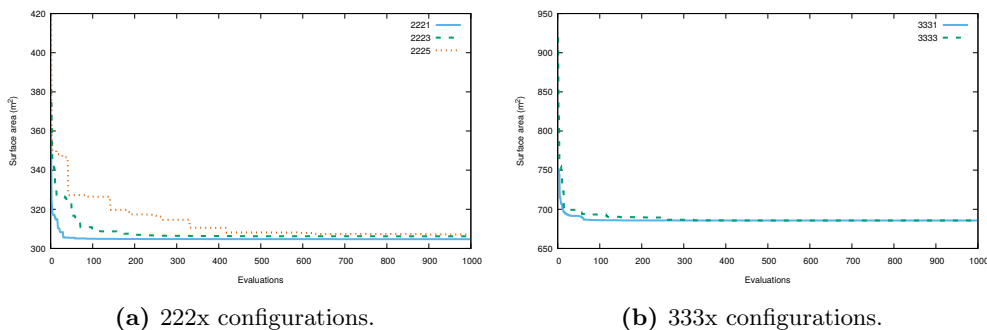 420
400
380
360
340
320
300
Surface area (m²)
0 100 200 300 400 500 600 700 800 900 1000
Evaluations
2221
2223
2225
(a) 222x configurations.
950
900
850
800
750
700
650
Surface area (m²)
0 100 200 300 400 500 600 700 800 900 1000
Evaluations
3331
3333
(b) 333x configurations.